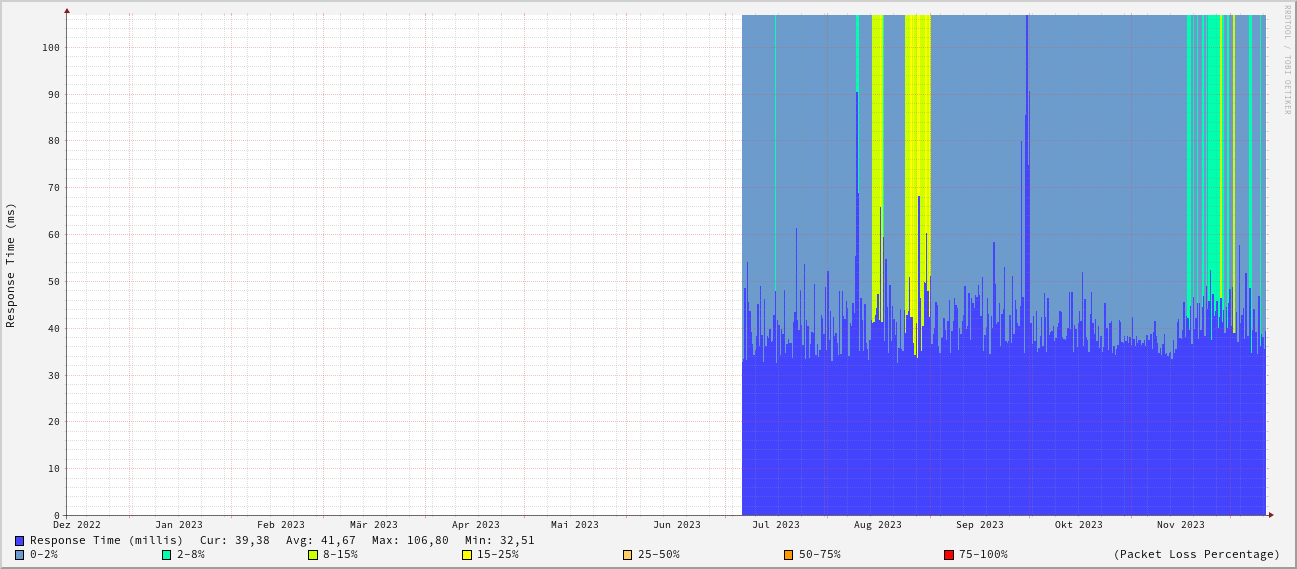 RRDTOOL / TOBI OETIKER
Response Time (ms)
100
90
80
70
60
50
40
30
20
10
0
Dez 2022 Jan 2023 Feb 2023 Mär 2023 Apr 2023 Mai 2023 Jun 2023 Jul 2023 Aug 2023 Sep 2023 Okt 2023 Nov 2023
Response Time (millis) Cur: 39,38 Avg: 41,67 Max: 106,80 Min: 32,51
0-2% 2-8% 8-15% 15-25% 25-50% 50-75% 75-100% (Packet Loss Percentage)